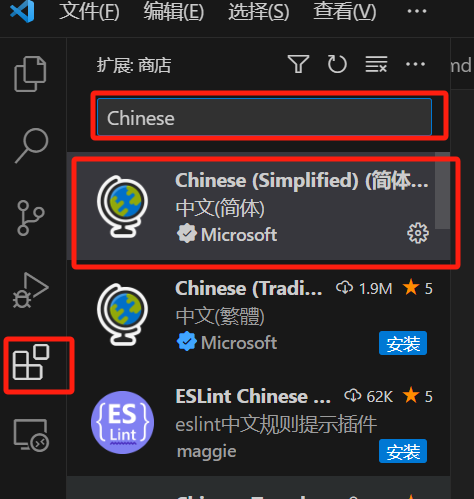 文件(F) 编辑(E) 选择(S) 查看(V) ...
扩展: 商店
md
Chinese
Chinese (Simplified) (简体...
中文(简体)
Microsoft
Chinese (Tradi... 1.9M 5
中文(繁體)
Microsoft 安装
ES
Lint
ESLint Chinese ... 62K 5
eslint中文规则提示插件
maggie 安装